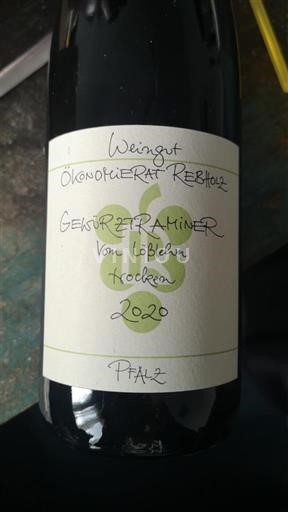 Weingut
ÖKONOMIERAT REBHOLZ
GEWÜRZTRAMINER
Vom Lößlehm
trocken
2020
PFALZ